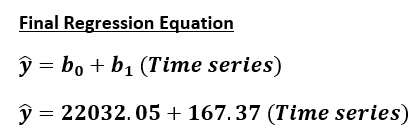 Final Regression Equation
ŷ = b₀ + b₁ (Time series)
ŷ = 22032.05 + 167.37 (Time series)